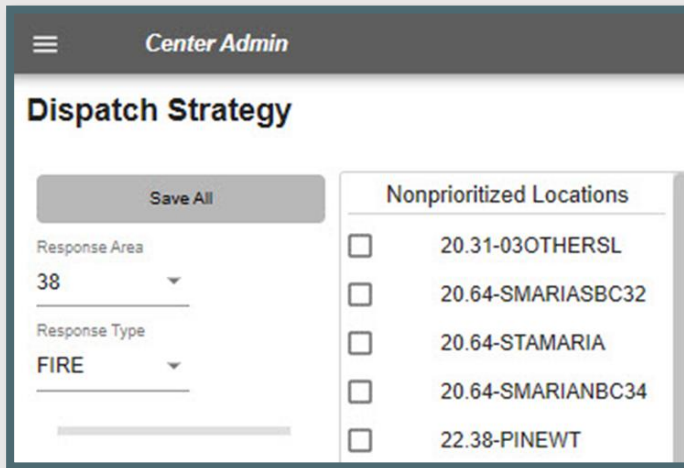 Center Admin
Dispatch Strategy
Save All
Response Area
38
Response Type
FIRE
Nonprioritized Locations
20.31-03OTHERSL
20.64-SMARIASBC32
20.64-STAMARIA
20.64-SMARIANBC34
22.38-PINEWT